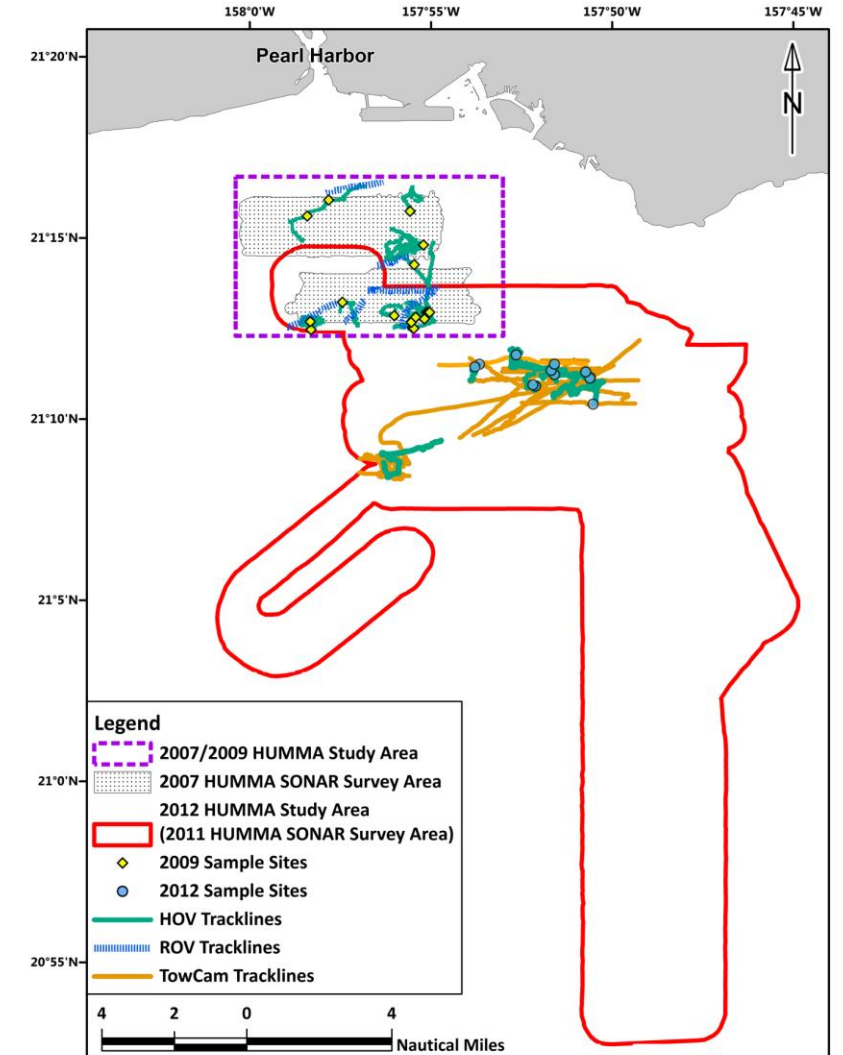 158°0'W 157°55'W 157°50'W 157°45'W
21°20'N
Pearl Harbor
N
21°15'N
21°10'N
21°5'N
21°0'N
20°55'N
Legend
2007/2009 HUMMA Study Area
2007 HUMMA SONAR Survey Area
2012 HUMMA Study Area
(2011 HUMMA SONAR Survey Area)
2009 Sample Sites
2012 Sample Sites
HOV Tracklines
ROV Tracklines
TowCam Tracklines
4 2 0 4
Nautical Miles